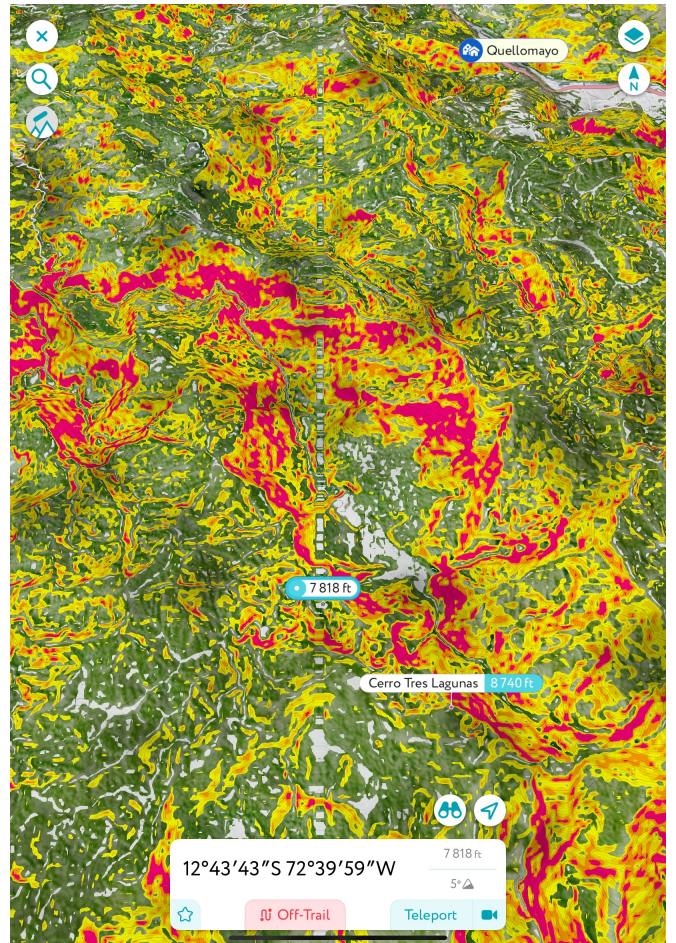 Quellomayo
N
7 818 ft
Cerro Tres Lagunas 8 740 ft
12°43′43″S 72°39′59″W
7 818 ft
5°
Off-Trail
Teleport